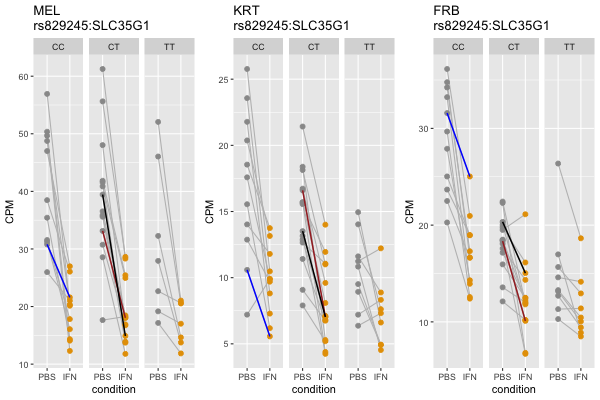 MEL
rs829245:SLC35G1
CC CT TT
60
50
40
30
20
10
CPM
PBS IFN PBS IFN PBS IFN
condition
KRT
rs829245:SLC35G1
CC CT TT
25
20
15
10
5
CPM
PBS IFN PBS IFN PBS IFN
condition
FRB
rs829245:SLC35G1
CC CT TT
30
20
10
CPM
PBS IFN PBS IFN PBS IFN
condition